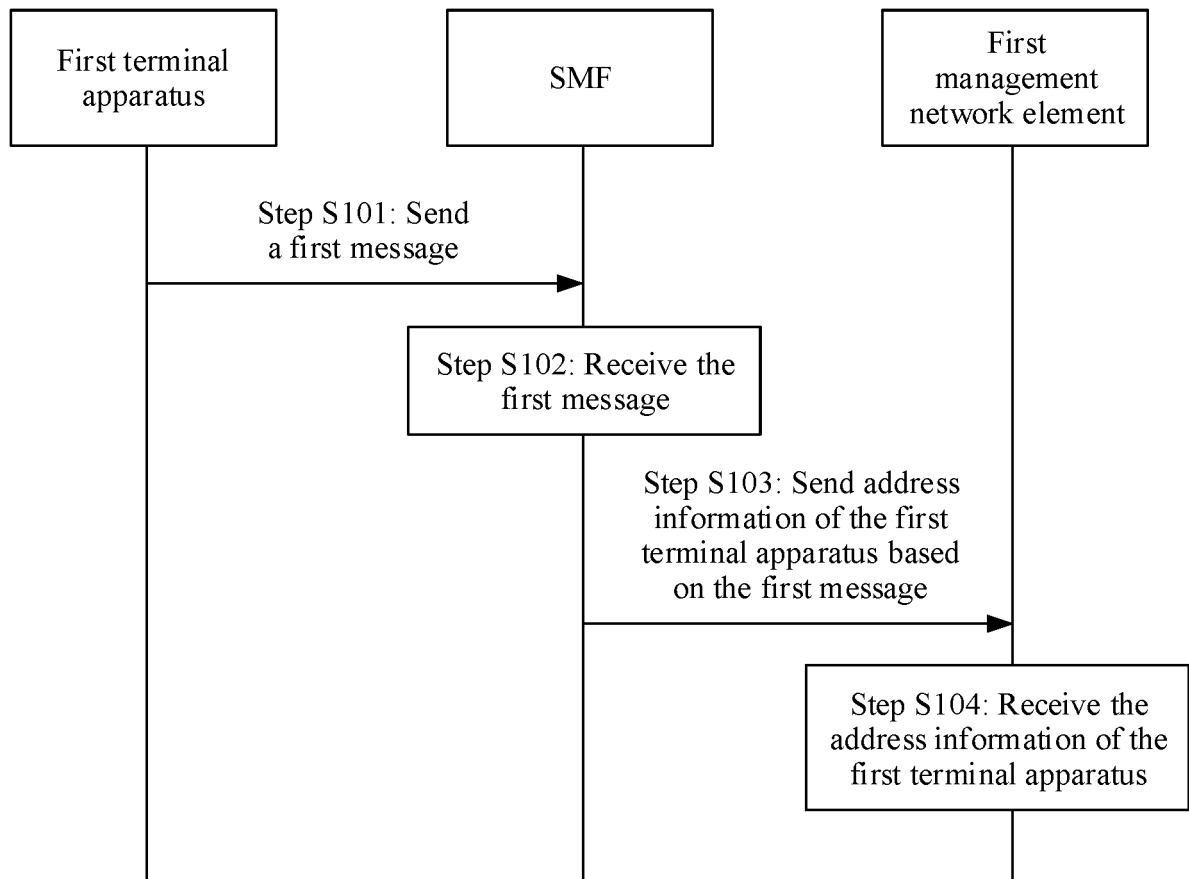 First terminal
apparatus
SMF
First
management
network element
Step S101: Send
a first message
Step S102: Receive the
first message
Step S103: Send address
information of the first
terminal apparatus based
on the first message
Step S104: Receive the
address information of the
first terminal apparatus